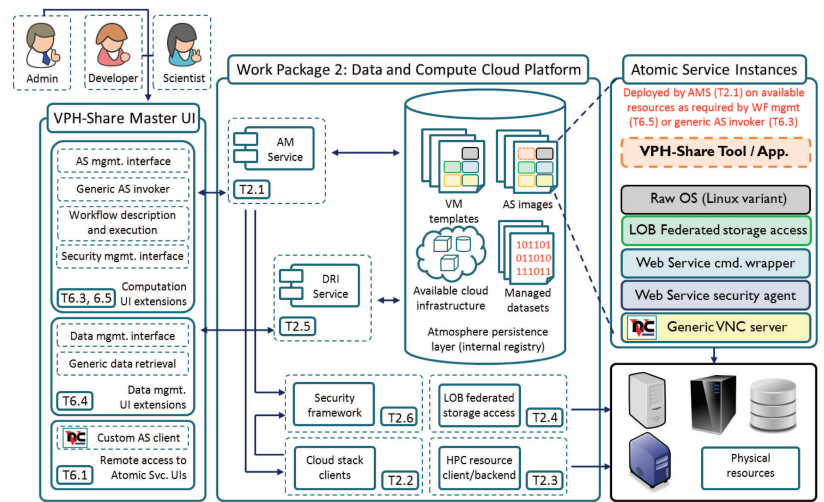 Admin
Developer
Scientist
VPH-Share Master UI
AS mgmt. interface
Generic AS invoker
Workflow description
and execution
Security mgmt. interface
T6.3, 6.5
Computation
UI extensions
Data mgmt. interface
Generic data retrieval
T6.4
Data mgmt.
UI extensions
Custom AS client
T6.1
Remote access to
Atomic Svc. UIs
Work Package 2: Data and Compute Cloud Platform
AM
Service
T2.1
DRI
Service
T2.5
VM
templates
AS images
Available cloud
infrastructure
101101
011010
111011
Managed
datasets
Atmosphere persistence
layer (internal registry)
Security
framework
T2.6
LOB federated
storage access
T2.4
Cloud stack
clients
T2.2
HPC resource
client/backend
T2.3
Atomic Service Instances
Deployed by AMS (T2.1) on available
resources as required by WF mgmt
(T6.5) or generic AS invoker (T6.3)
VPH-Share Tool / App.
Raw OS (Linux variant)
LOB Federated storage access
Web Service cmd. wrapper
Web Service security agent
Generic VNC server
Physical
resources